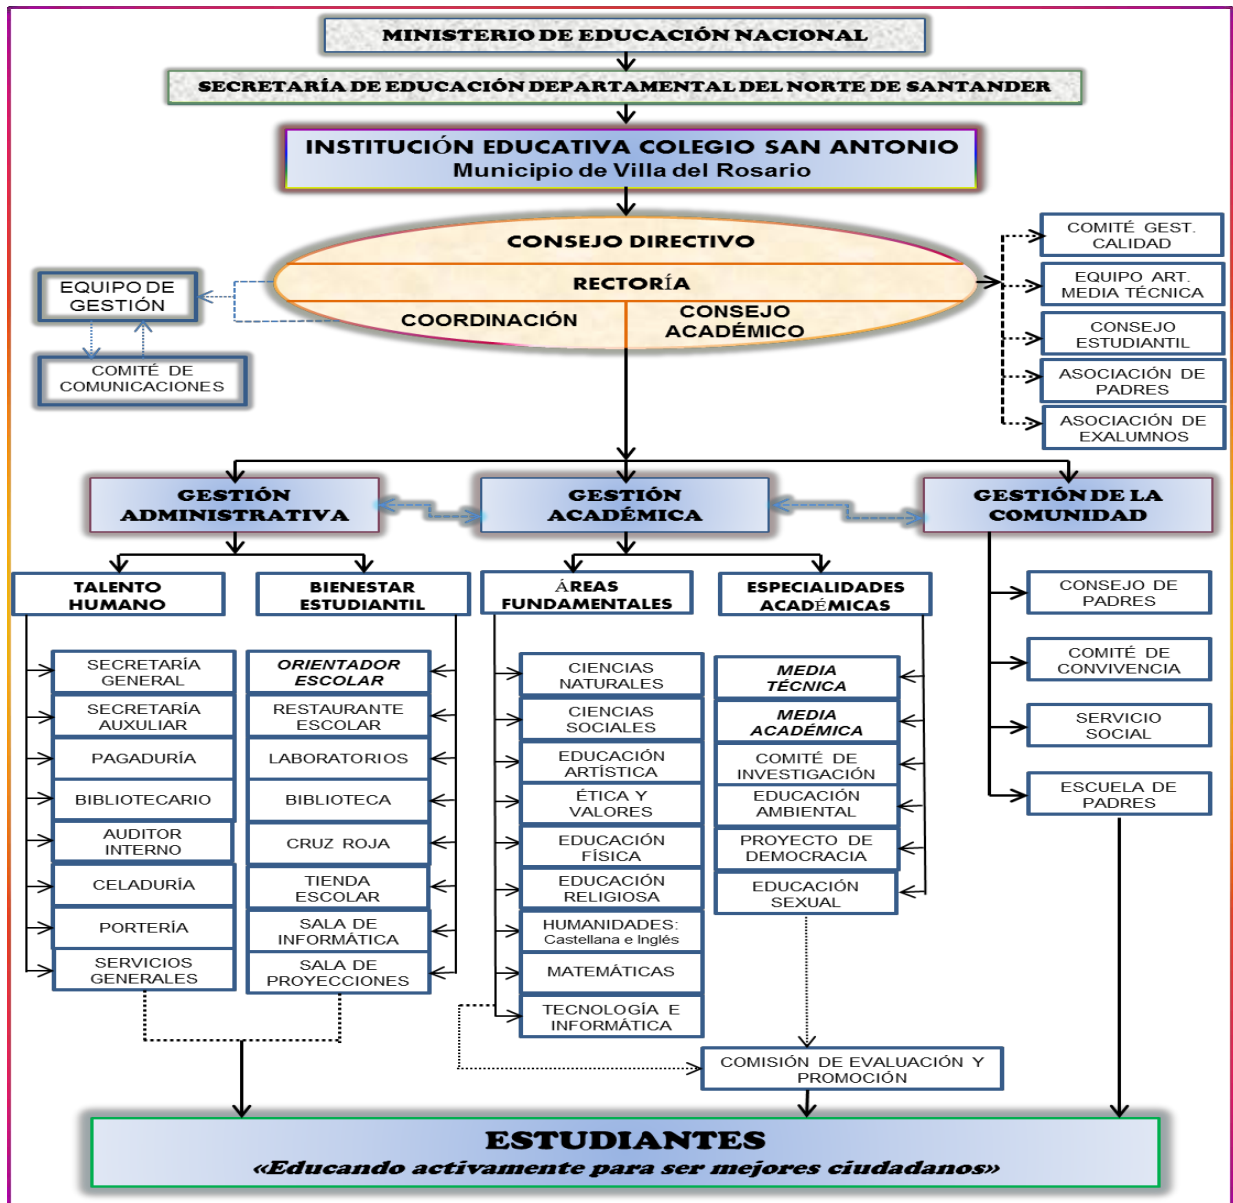 MINISTERIO DE EDUCACIÓN NACIONAL
SECRETARÍA DE EDUCACIÓN DEPARTAMENTAL DEL NORTE DE SANTANDER
INSTITUCIÓN EDUCATIVA COLEGIO SAN ANTONIO
Municipio de Villa del Rosario
CONSEJO DIRECTIVO
RECTORÍA
COORDINACIÓN
CONSEJO
ACADÉMICO
EQUIPO DE
GESTIÓN
COMITÉ DE
COMUNICACIONES
COMITÉ GEST.
CALIDAD
EQUIPO ART.
MEDIA TÉCNICA
CONSEJO
ESTUDIANTIL
ASOCIACIÓN DE
PADRES
ASOCIACIÓN DE
EXALUMNOS
GESTIÓN
ADMINISTRATIVA
GESTIÓN
ACADÉMICA
GESTIÓN DE LA
COMUNIDAD
TALENTO
HUMANO
BIENESTAR
ESTUDIANTIL
ÁREAS
FUNDAMENTALES
ESPECIALIDADES
ACADÉMICAS
SECRETARÍA
GENERAL
SECRETARÍA
AUXULIAR
PAGADURÍA
BIBLIOTECARIO
AUDITOR
INTERNO
CELADURÍA
PORTERÍA
SERVICIOS
GENERALES
ORIENTADOR
ESCOLAR
RESTAURANTE
ESCOLAR
LABORATORIOS
BIBLIOTECA
CRUZ ROJA
TIENDA
ESCOLAR
SALA DE
INFORMÁTICA
SALA DE
PROYECCIONES
CIENCIAS
NATURALES
CIENCIAS
SOCIALES
EDUCACIÓN
ARTÍSTICA
ÉTICA Y
VALORES
EDUCACIÓN
FÍSICA
EDUCACIÓN
RELIGIOSA
HUMANIDADES:
Castellana e Inglés
MATEMÁTICAS
TECNOLOGÍA E
INFORMÁTICA
MEDIA
TÉCNICA
MEDIA
ACADÉMICA
COMITÉ DE
INVESTIGACIÓN
EDUCACIÓN
AMBIENTAL
PROYECTO DE
DEMOCRACIA
EDUCACIÓN
SEXUAL
CONSEJO DE
PADRES
COMITÉ DE
CONVIVENCIA
SERVICIO
SOCIAL
ESCUELA DE
PADRES
COMISIÓN DE EVALUACIÓN Y
PROMOCIÓN
ESTUDIANTES
«Educando activamente para ser mejores ciudadanos»